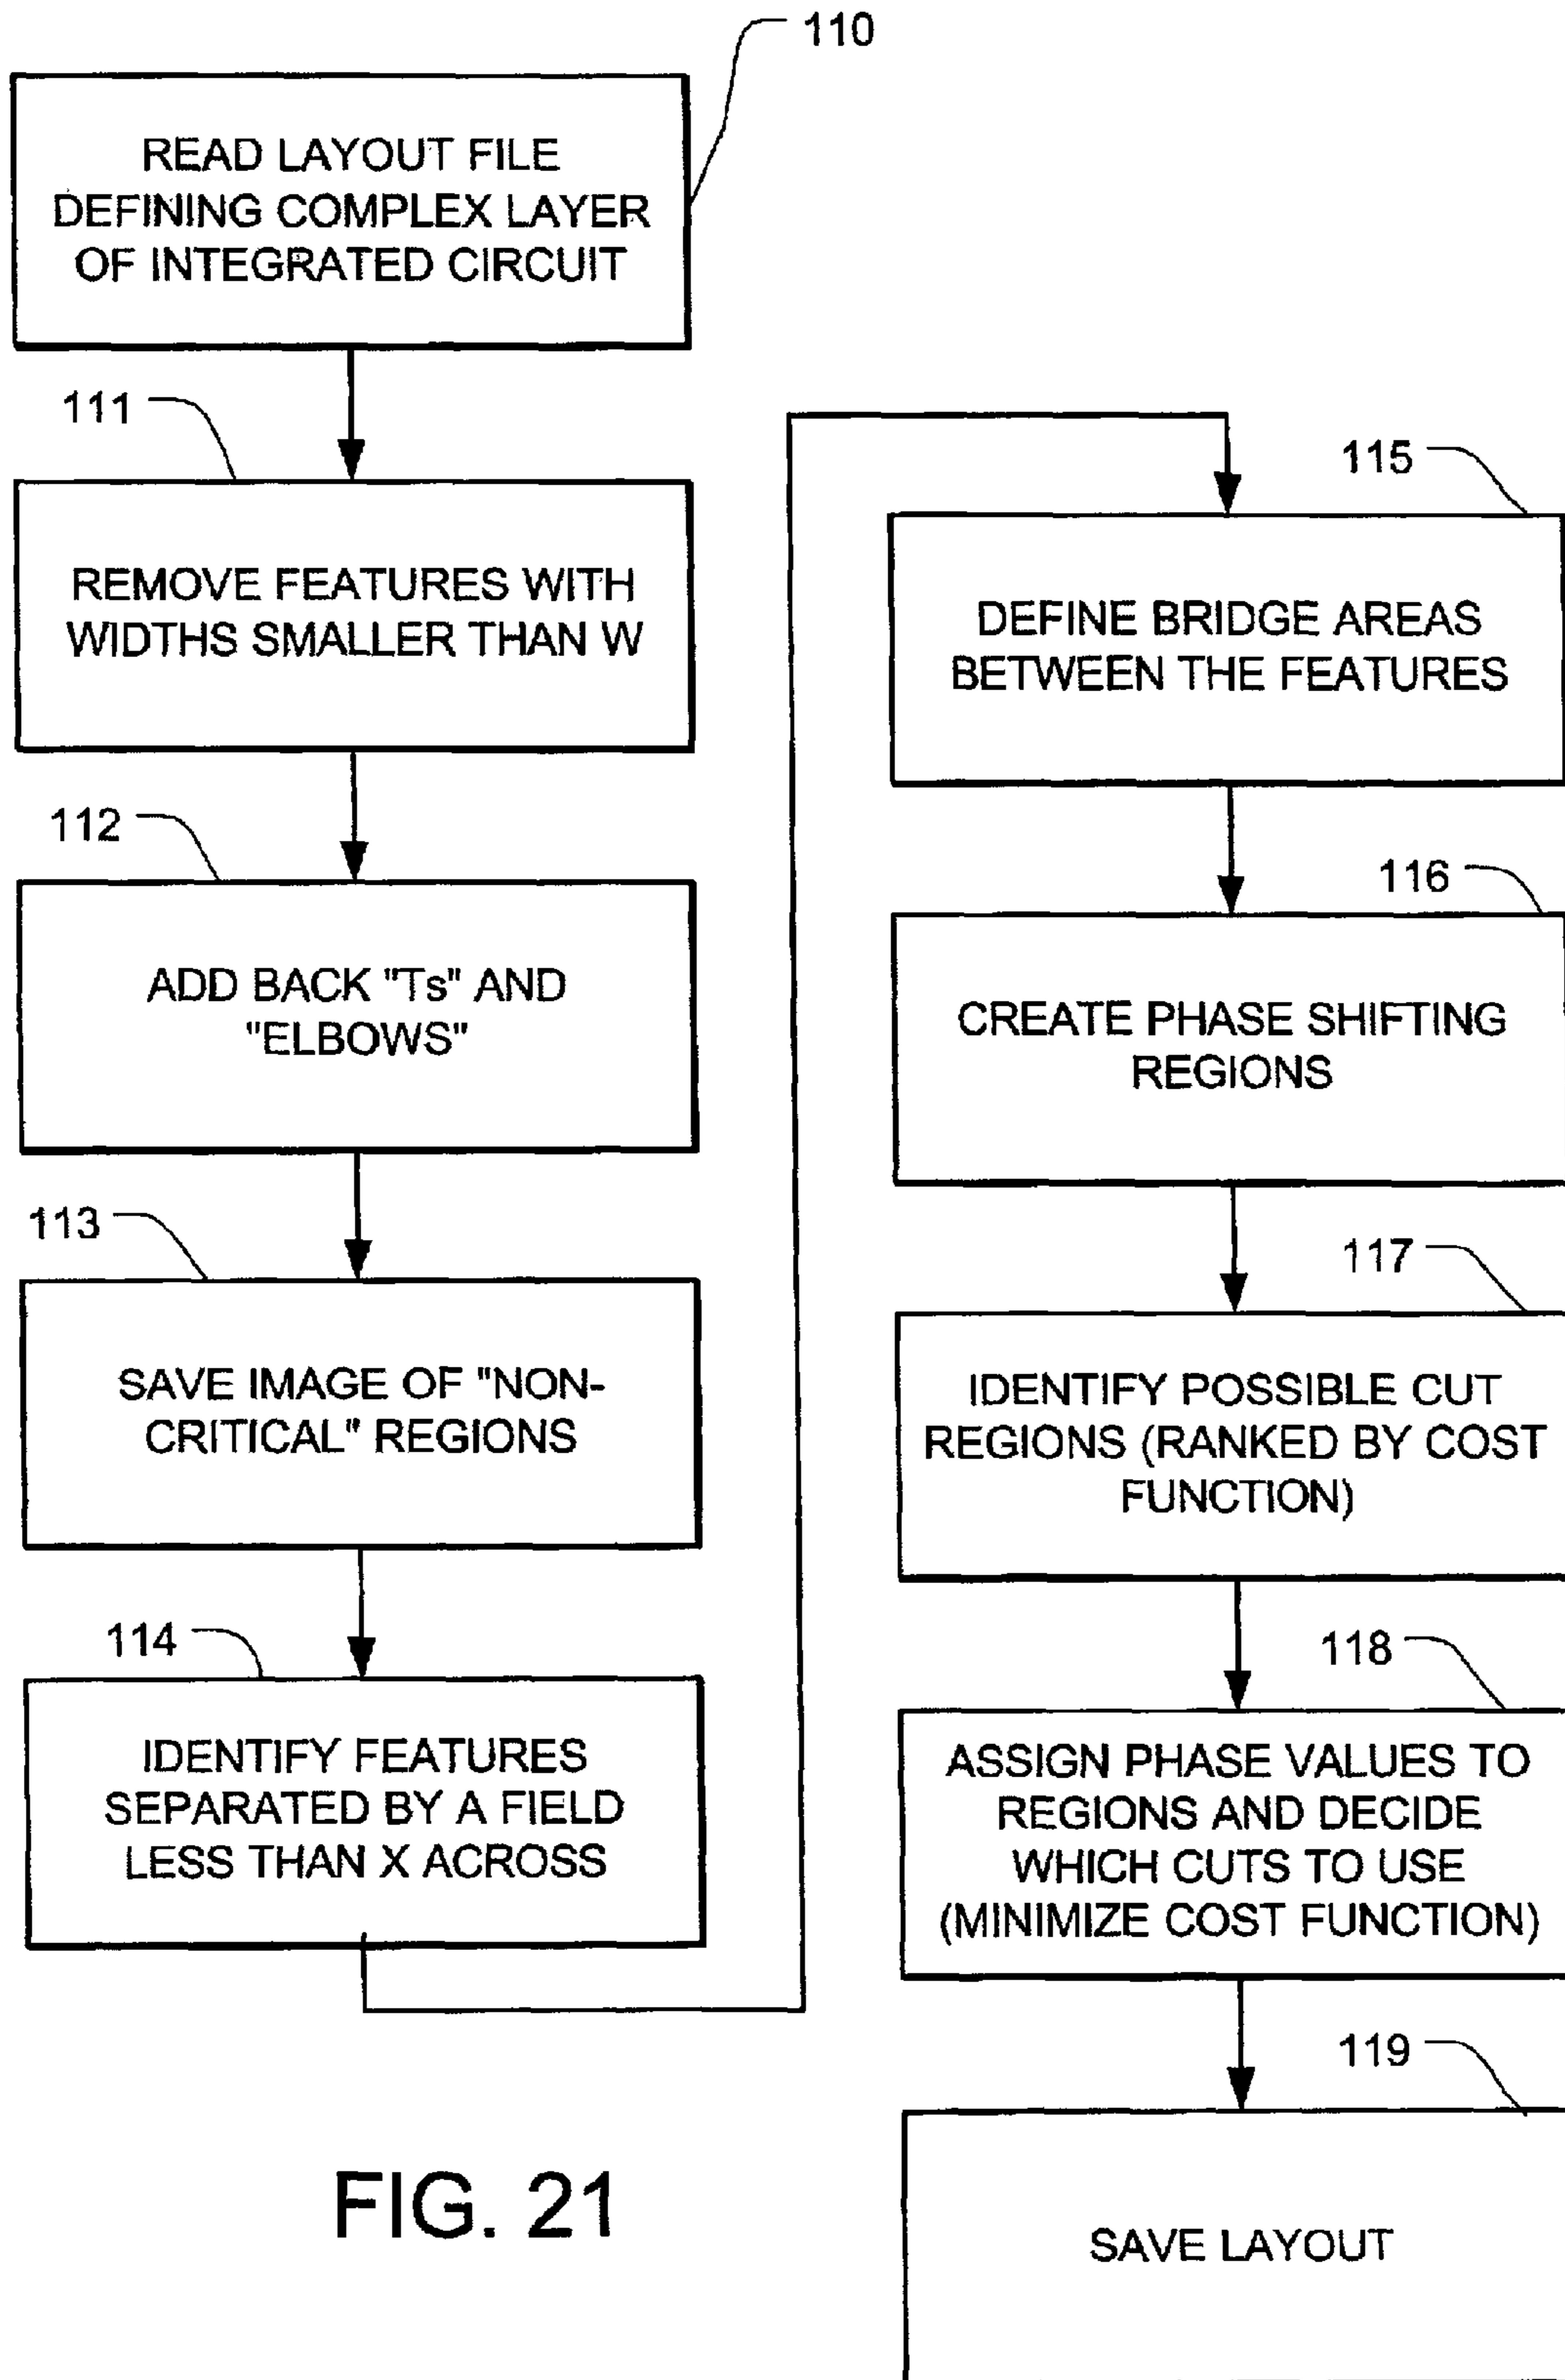 110
READ LAYOUT FILE
DEFINING COMPLEX LAYER
OF INTEGRATED CIRCUIT
111
REMOVE FEATURES WITH
WIDTHS SMALLER THAN W
112
ADD BACK "Ts" AND
"ELBOWS"
113
SAVE IMAGE OF "NON-
CRITICAL" REGIONS
114
IDENTIFY FEATURES
SEPARATED BY A FIELD
LESS THAN X ACROSS
115
DEFINE BRIDGE AREAS
BETWEEN THE FEATURES
116
CREATE PHASE SHIFTING
REGIONS
117
IDENTIFY POSSIBLE CUT
REGIONS (RANKED BY COST
FUNCTION)
118
ASSIGN PHASE VALUES TO
REGIONS AND DECIDE
WHICH CUTS TO USE
(MINIMIZE COST FUNCTION)
119
SAVE LAYOUT
FIG. 21